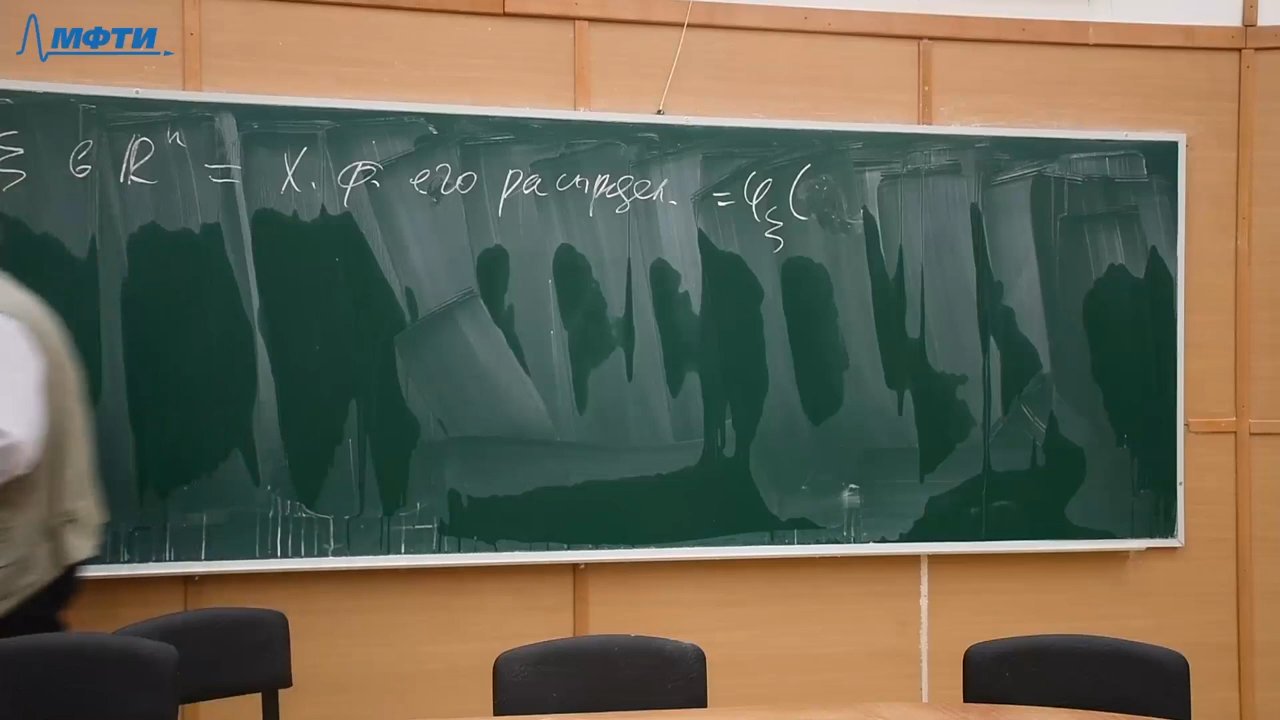 МФТИ
ξ в ℝⁿ = Х. Ф. его распредел. = φ_ξ (